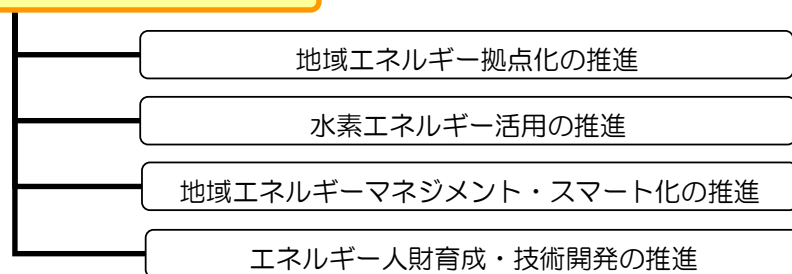 地域エネルギー拠点化の推進
水素エネルギー活用の推進
地域エネルギーマネジメント・スマート化の推進
エネルギー人財育成・技術開発の推進